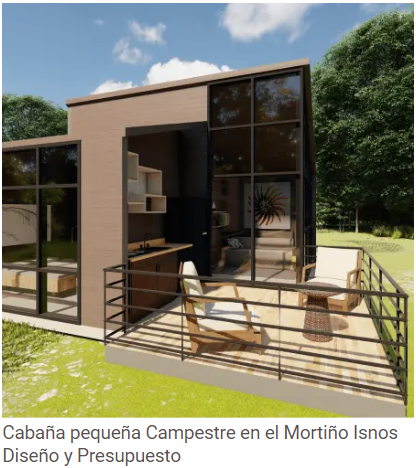 Cabaña pequeña Campestre en el Mortiño Isnos
Diseño y Presupuesto